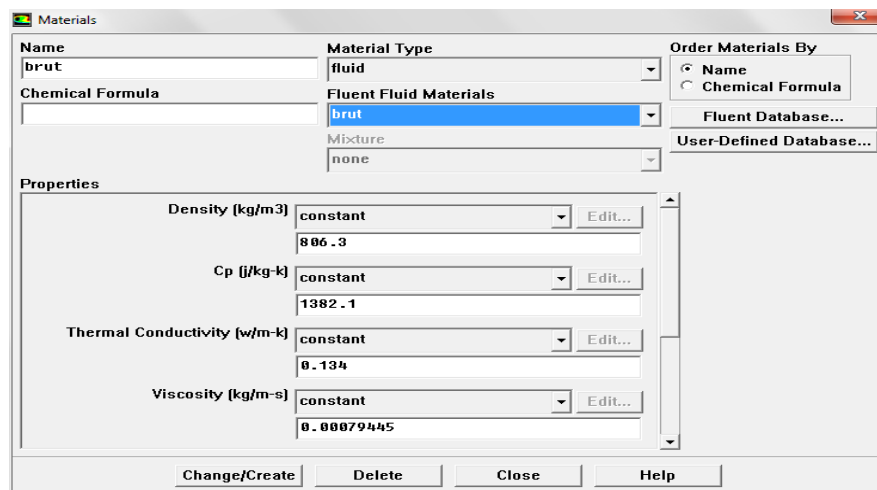 Materials
Name
brut
Chemical Formula
Material Type
fluid
Fluent Fluid Materials
brut
Mixture
none
Order Materials By
Name
Chemical Formula
Fluent Database...
User-Defined Database...
Properties
Density (kg/m3) constant Edit...
806.3
Cp (j/kg-k) constant Edit...
1382.1
Thermal Conductivity (w/m-k) constant Edit...
0.134
Viscosity (kg/m-s) constant Edit...
0.00079445
Change/Create Delete Close Help